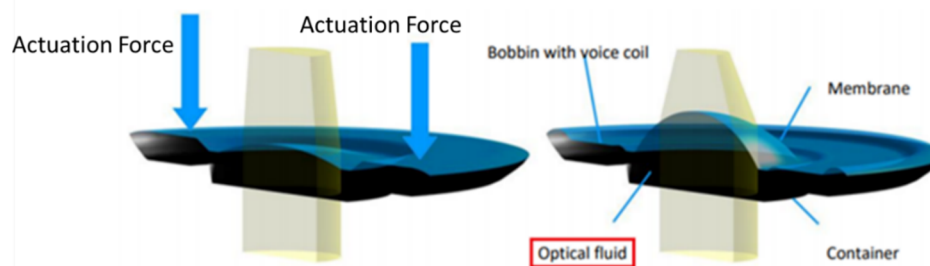 Actuation Force
Actuation Force
Bobbin with voice coil
Membrane
Optical fluid
Container